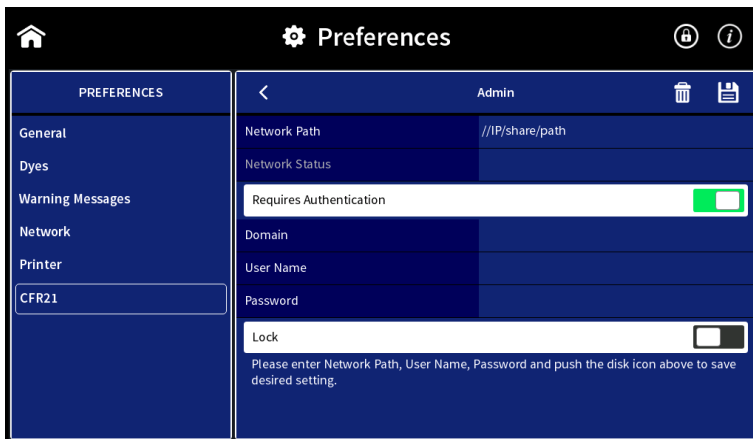 Preferences
PREFERENCES
General
Dyes
Warning Messages
Network
Printer
CFR21
Admin
Network Path
//IP/share/path
Network Status
Requires Authentication
Domain
User Name
Password
Lock
Please enter Network Path, User Name, Password and push the disk icon above to save
desired setting.